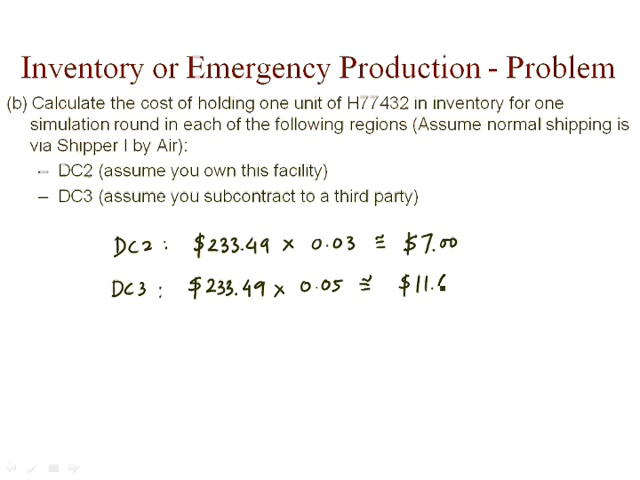 Inventory or Emergency Production - Problem
(b) Calculate the cost of holding one unit of H77432 in inventory for one
simulation round in each of the following regions (Assume normal shipping is
via Shipper I by Air):
– DC2 (assume you own this facility)
– DC3 (assume you subcontract to a third party)
DC2 : $233.49 × 0.03 ≅ $7.00
DC3 : $233.49 × 0.05 ≅ $11.6